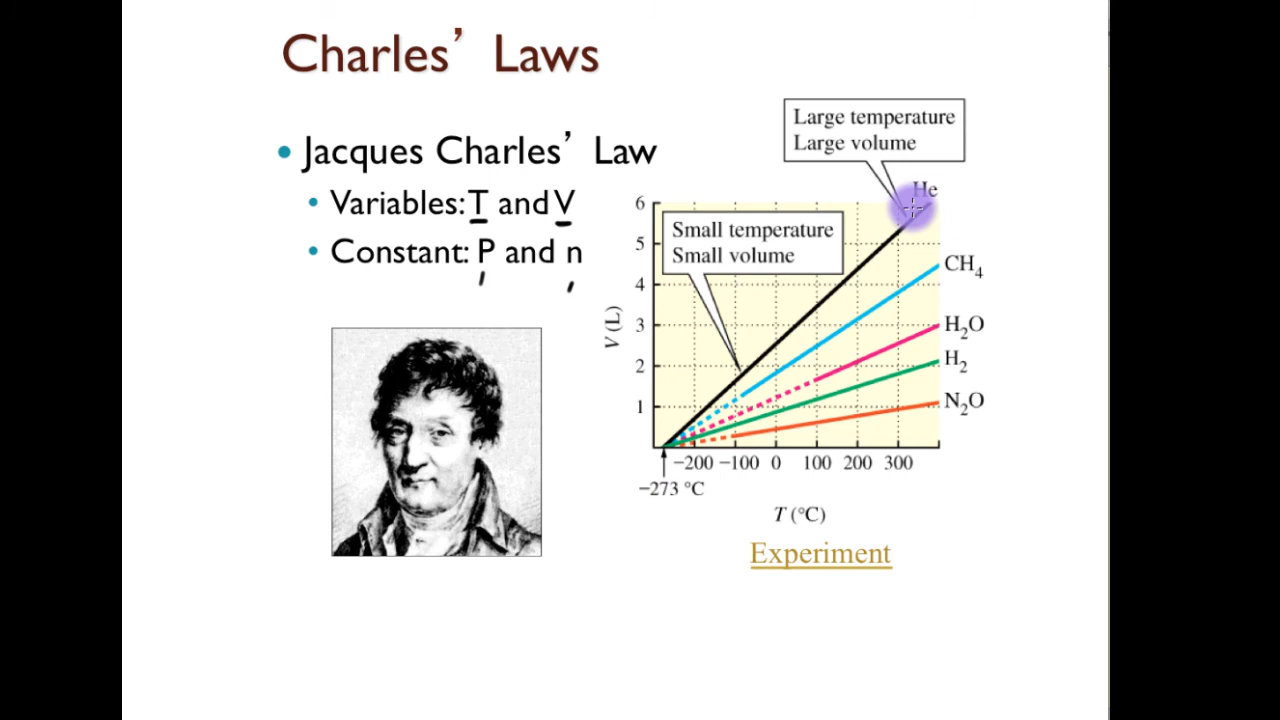 Charles’ Laws
Jacques Charles’ Law
Variables: T and V
Constant: P and n
Large temperature
Large volume
He
Small temperature
Small volume
CH₄
H₂O
H₂
N₂O
V (L)
6
5
4
3
2
1
−200 −100 0 100 200 300
−273 °C
T (°C)
Experiment